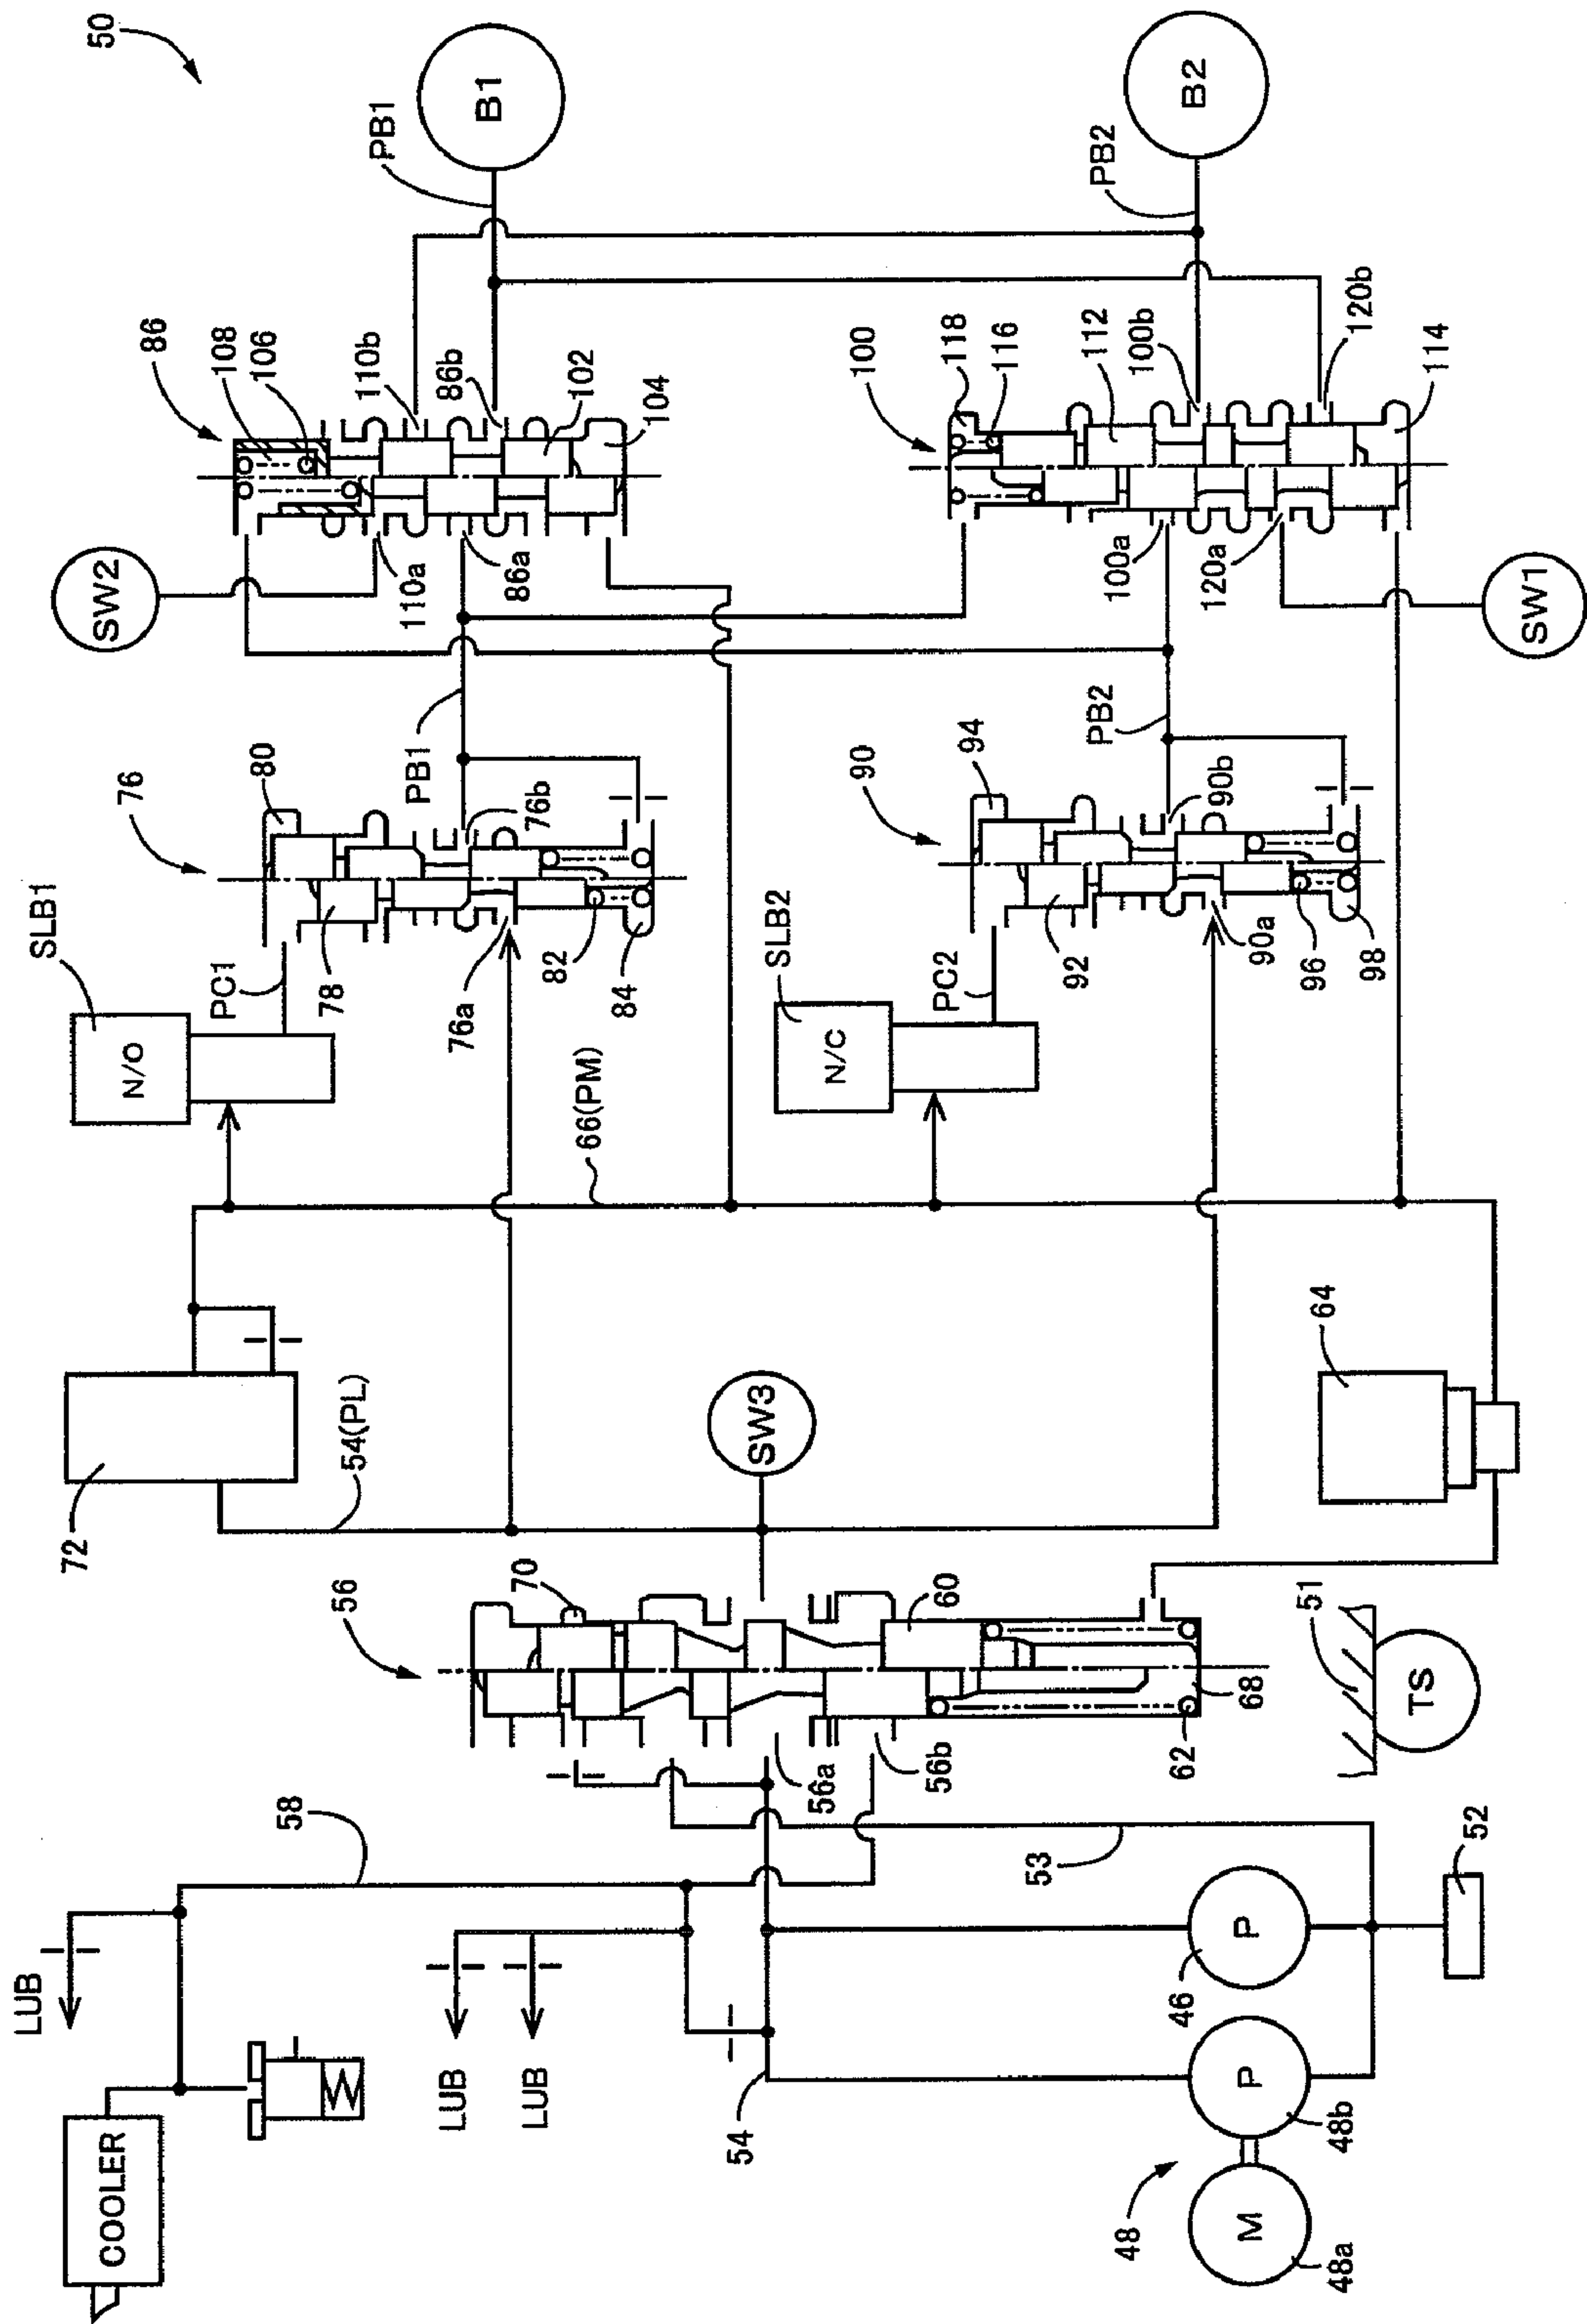 50
B1
PB1
B2
PB2
86
108
106
110b
86b
102
104
100
118
116
112
100b
120b
114
SW2
110a
86a
100a
120a
SW1
PB1
PB2
76
80
76b
90
94
90b
SLB1
N/O
PC1
78
76a
82
84
SLB2
N/C
PC2
92
90a
96
98
66(PM)
72
54(PL)
SW3
64
56
70
60
68
62
56a
56b
51
TS
58
53
52
LUB
LUB
LUB
COOLER
54
P
46
P
48b
48
M
48a